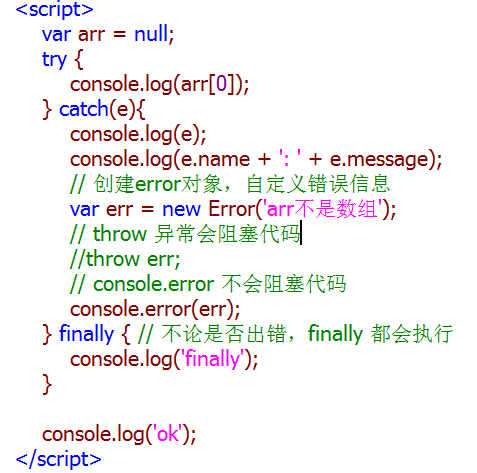 <script>
var arr = null;
try {
console.log(arr[0]);
} catch(e){
console.log(e);
console.log(e.name + ': ' + e.message);
// 创建error对象，自定义错误信息
var err = new Error('arr不是数组');
// throw 异常会阻塞代码
//throw err;
// console.error 不会阻塞代码
console.error(err);
} finally { // 不论是否出错，finally 都会执行
console.log('finally');
}
console.log('ok');
</script>